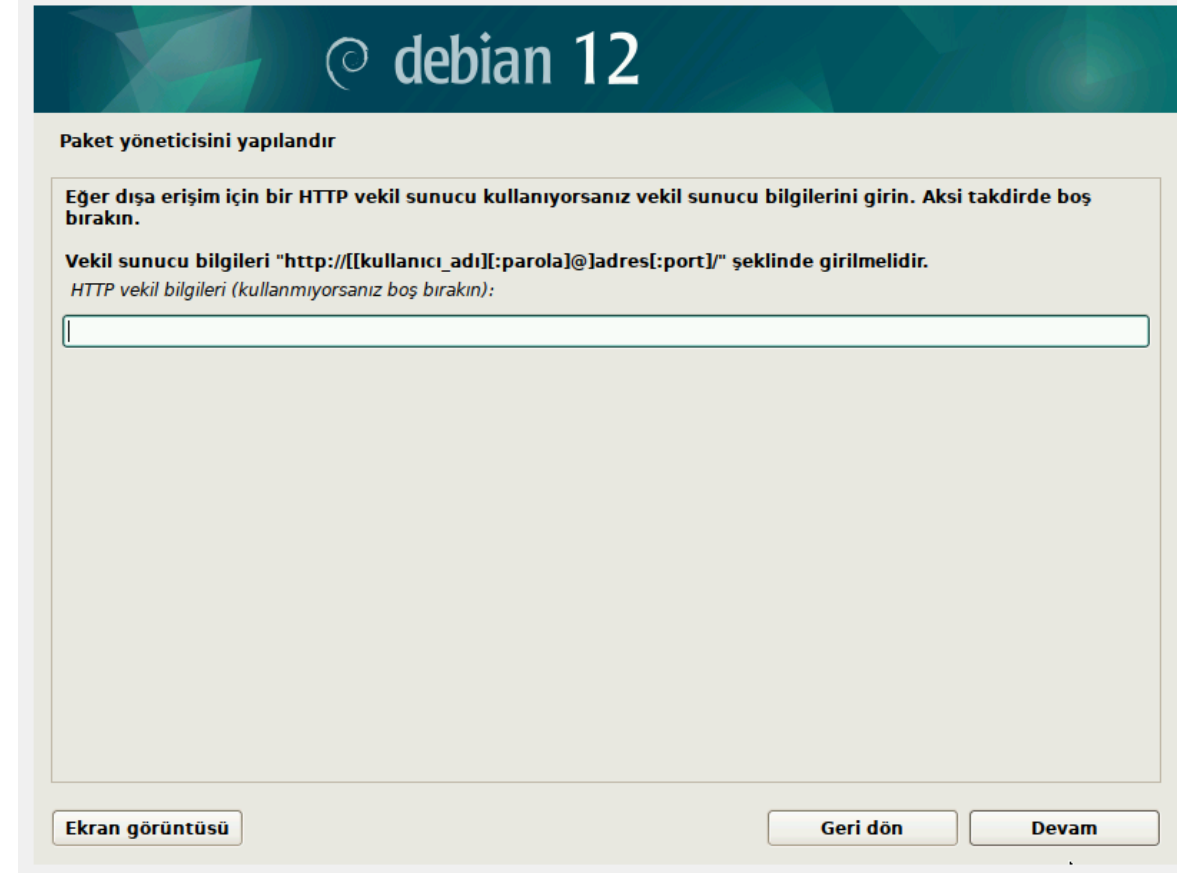 debian 12
Paket yöneticisini yapılandır
Eğer dışa erişim için bir HTTP vekil sunucu kullanıyorsanız vekil sunucu bilgilerini girin. Aksi takdirde boş
bırakın.
Vekil sunucu bilgileri "http://[[kullanıcı_adı][:parola]@]adres[:port]/" şeklinde girilmelidir.
HTTP vekil bilgileri (kullanmıyorsanız boş bırakın):
Ekran görüntüsü
Geri dön
Devam